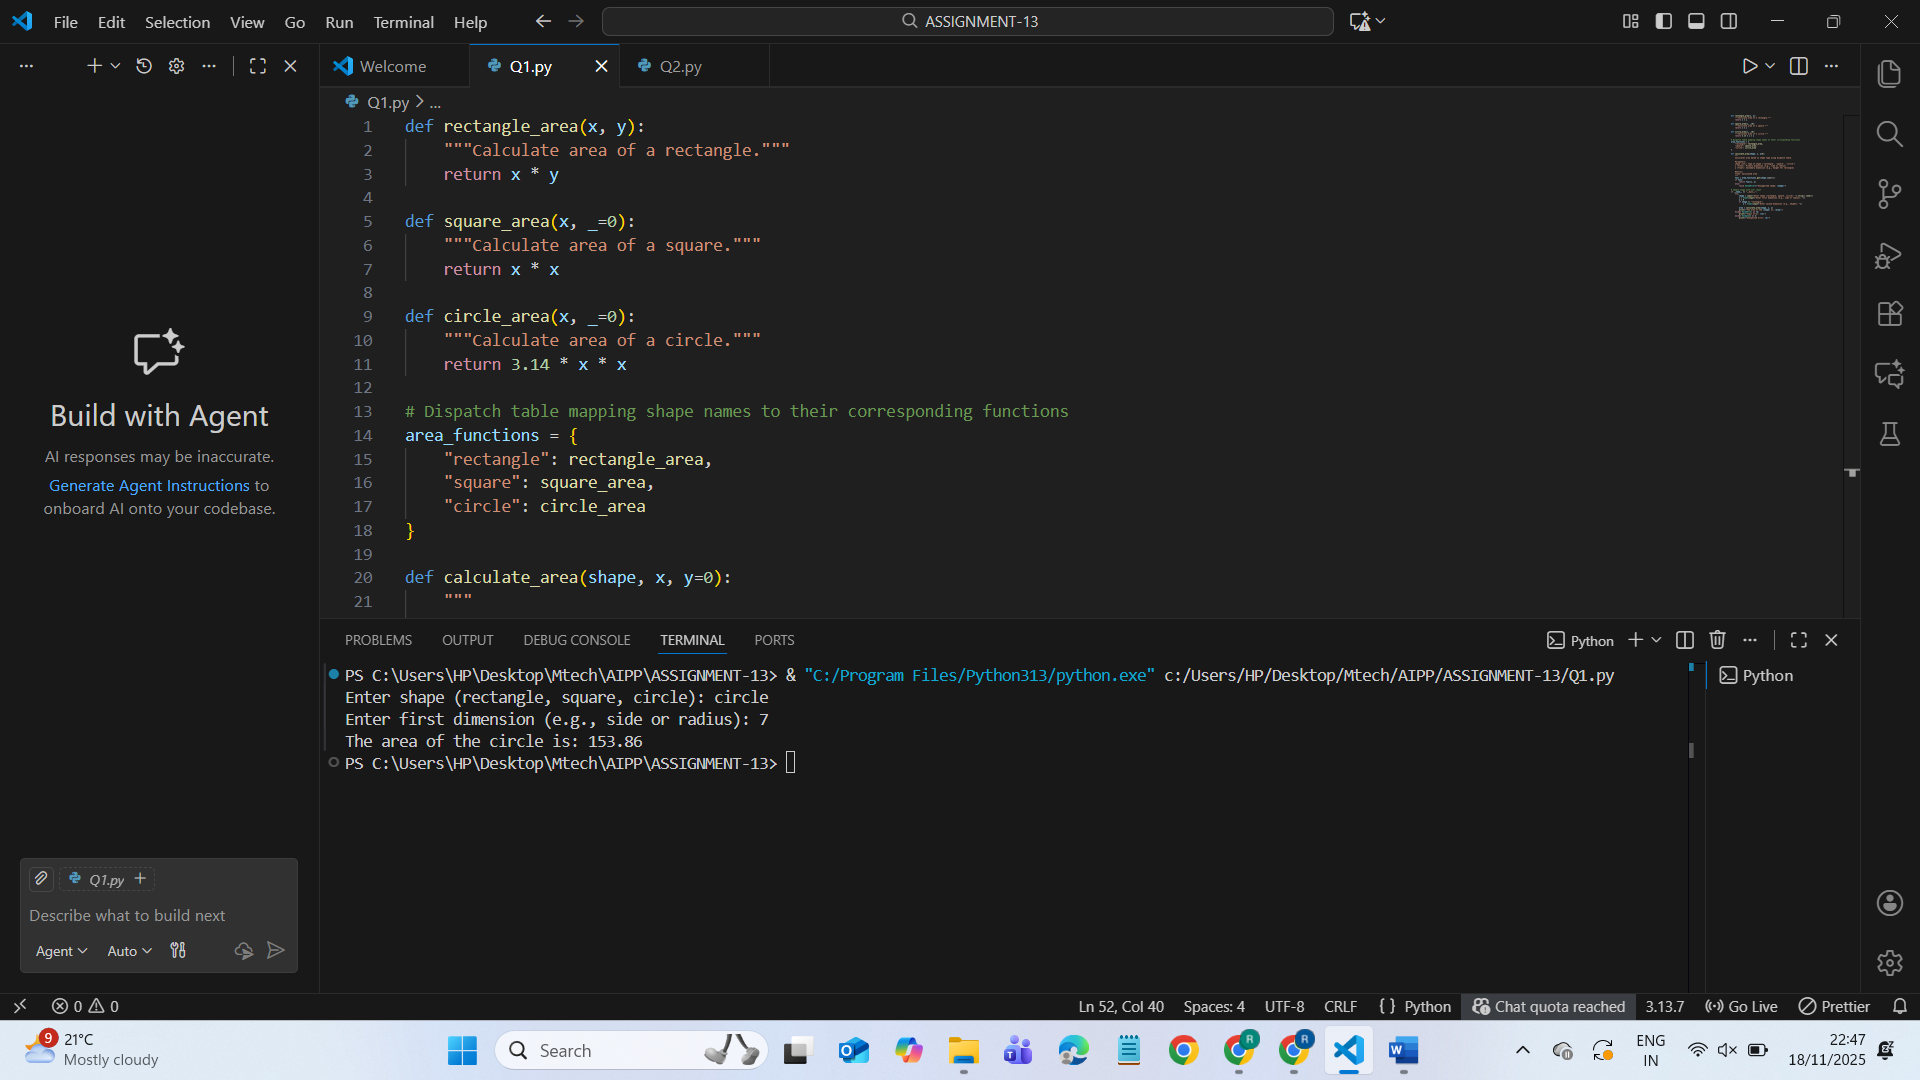 File Edit Selection View Go Run Terminal Help
ASSIGNMENT-13
Welcome
Q1.py
Q2.py
Q1.py > ...
1 def rectangle_area(x, y):
2 """Calculate area of a rectangle."""
3 return x * y
4
5 def square_area(x, _=0):
6 """Calculate area of a square."""
7 return x * x
8
9 def circle_area(x, _=0):
10 """Calculate area of a circle."""
11 return 3.14 * x * x
12
13 # Dispatch table mapping shape names to their corresponding functions
14 area_functions = {
15 "rectangle": rectangle_area,
16 "square": square_area,
17 "circle": circle_area
18 }
19
20 def calculate_area(shape, x, y=0):
21 """
Build with Agent
AI responses may be inaccurate.
Generate Agent Instructions to
onboard AI onto your codebase.
Q1.py +
Describe what to build next
Agent Auto
PROBLEMS OUTPUT DEBUG CONSOLE TERMINAL PORTS
Python
PS C:\Users\HP\Desktop\Mtech\AIPP\ASSIGNMENT-13> & "C:/Program Files/Python313/python.exe" c:/Users/HP/Desktop/Mtech/AIPP/ASSIGNMENT-13/Q1.py
Enter shape (rectangle, square, circle): circle
Enter first dimension (e.g., side or radius): 7
The area of the circle is: 153.86
PS C:\Users\HP\Desktop\Mtech\AIPP\ASSIGNMENT-13>
Python
0 0
Ln 52, Col 40 Spaces: 4 UTF-8 CRLF {} Python Chat quota reached 3.13.7 Go Live Prettier
9
21°C
Mostly cloudy
Search
R
R
ENG
IN
22:47
18/11/2025